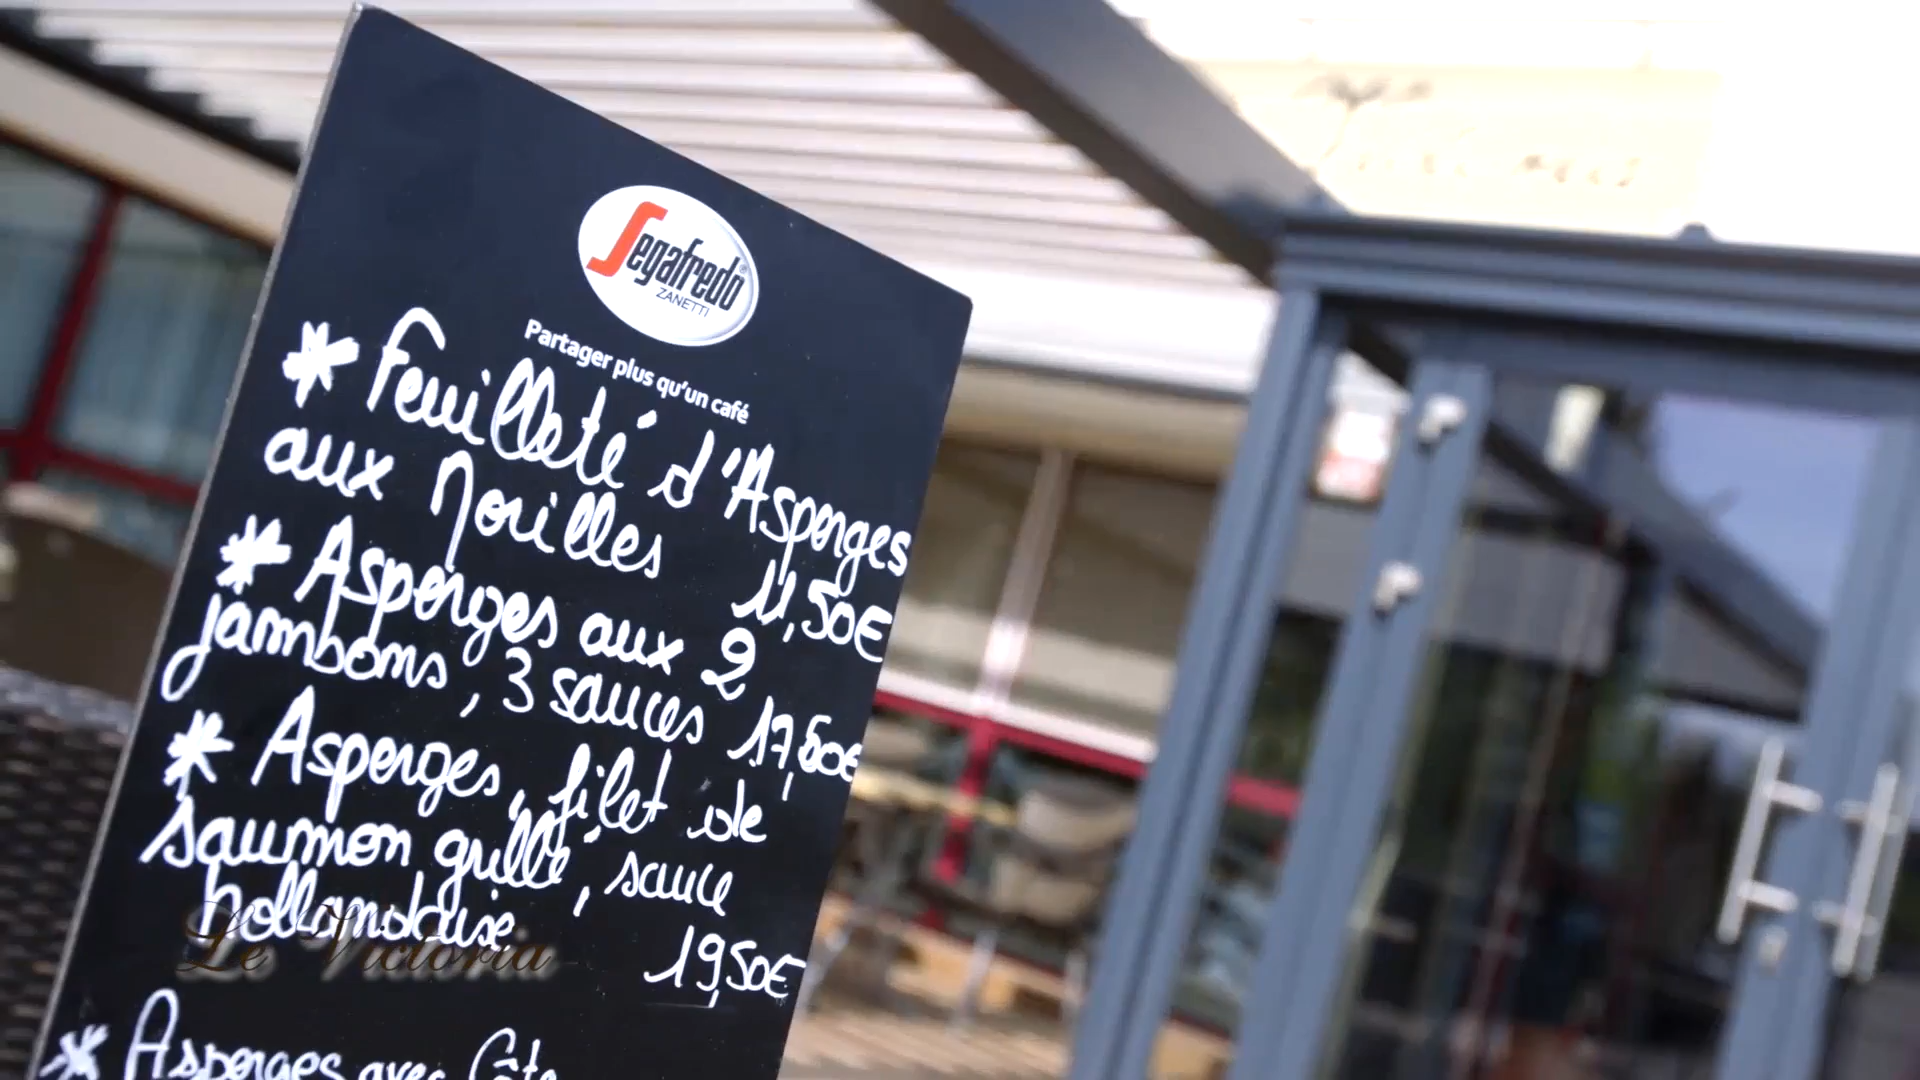 Segafredo
ZANETTI
Partager plus qu'un café
* Feuilleté d'Asperges
aux Morilles 11,50€
* Asperges aux 2
jambons, 3 sauces 17,50€
* Asperges, filet de
saumon grillé, sauce
hollandaise 19,50€
Le Victoria
* Asperges avec Côte